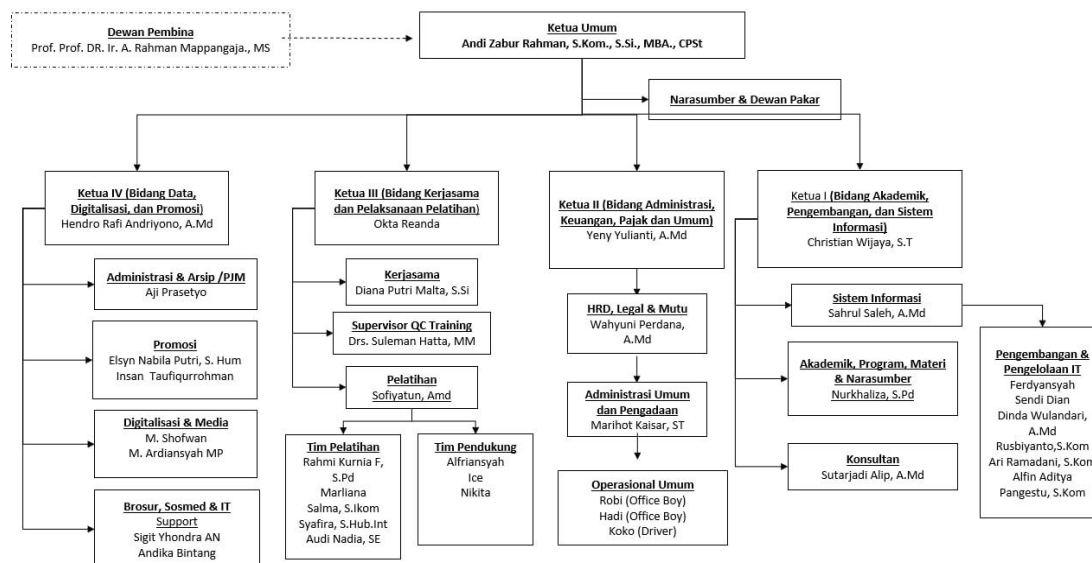 Dewan Pembina
Prof. Prof. DR. Ir. A. Rahman Mappangaja., MS
Ketua Umum
Andi Zabur Rahman, S.Kom., S.Si., MBA., CPSt
Narasumber & Dewan Pakar
Ketua IV (Bidang Data,
Digitalisasi, dan Promosi)
Hendro Rafi Andriyono, A.Md
Administrasi & Arsip /PJM
Aji Prasetyo
Promosi
Elsyn Nabila Putri, S. Hum
Insan Taufiqurrohman
Digitalisasi & Media
M. Shofwan
M. Ardiansyah MP
Brosur, Sosmed & IT
Support
Sigit Yhondra AN
Andika Bintang
Ketua III (Bidang Kerjasama
dan Pelaksanaan Pelatihan)
Okta Reanda
Kerjasama
Diana Putri Malta, S.Si
Supervisor QC Training
Drs. Suleman Hatta, MM
Pelatihan
Sofiyatun, Amd
Tim Pelatihan
Rahmi Kurnia F,
S.Pd
Marliana
Salma, S.Ikom
Syafira, S.Hub.Int
Audi Nadia, SE
Tim Pendukung
Alfriansyah
Ice
Nikita
Ketua II (Bidang Administrasi,
Keuangan, Pajak dan Umum)
Yeny Yulianti, A.Md
HRD, Legal & Mutu
Wahyuni Perdana,
A.Md
Administrasi Umum
dan Pengadaan
Marihot Kaisar, ST
Operasional Umum
Robi (Office Boy)
Hadi (Office Boy)
Koko (Driver)
Ketua I (Bidang Akademik,
Pengembangan, dan Sistem
Informasi)
Christian Wijaya, S.T
Sistem Informasi
Sahrul Saleh, A.Md
Akademik, Program, Materi
& Narasumber
Nurkhaliza, S.Pd
Konsultan
Sutarjadi Alip, A.Md
Pengembangan &
Pengelolaan IT
Ferdyansyah
Sendi Dian
Dinda Wulandari,
A.Md
Rusbiyanto,S.Kom
Ari Ramadani, S.Kom
Alfin Aditya
Pangestu, S.Kom